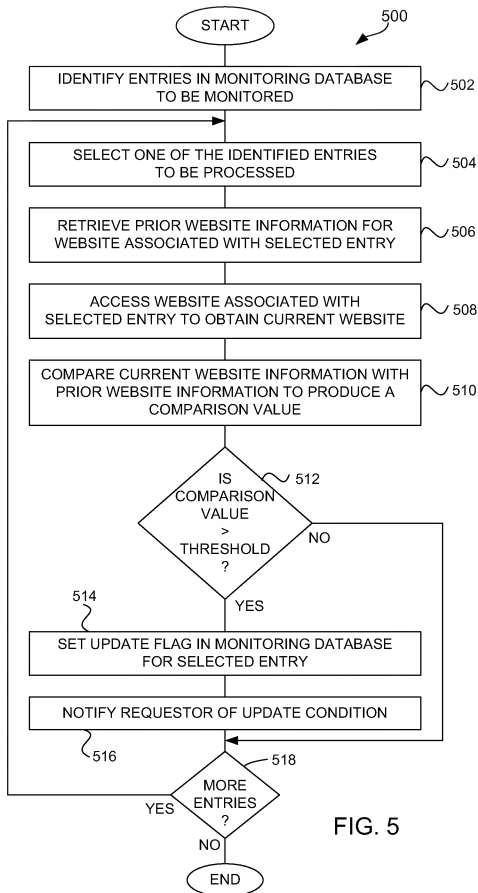 START
500
IDENTIFY ENTRIES IN MONITORING DATABASE
TO BE MONITORED
502
SELECT ONE OF THE IDENTIFIED ENTRIES
TO BE PROCESSED
504
RETRIEVE PRIOR WEBSITE INFORMATION FOR
WEBSITE ASSOCIATED WITH SELECTED ENTRY
506
ACCESS WEBSITE ASSOCIATED WITH
SELECTED ENTRY TO OBTAIN CURRENT WEBSITE
508
COMPARE CURRENT WEBSITE INFORMATION WITH
PRIOR WEBSITE INFORMATION TO PRODUCE A
COMPARISON VALUE
510
IS
COMPARISON
VALUE
>
THRESHOLD
?
512
NO
YES
514
SET UPDATE FLAG IN MONITORING DATABASE
FOR SELECTED ENTRY
NOTIFY REQUESTOR OF UPDATE CONDITION
516
518
MORE
ENTRIES
?
YES
NO
END
FIG. 5